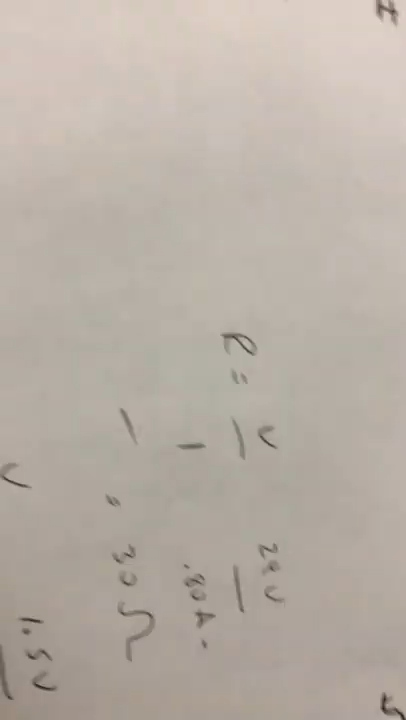 R = V 24V
I .80A.
= 30Ω
V 1.5V